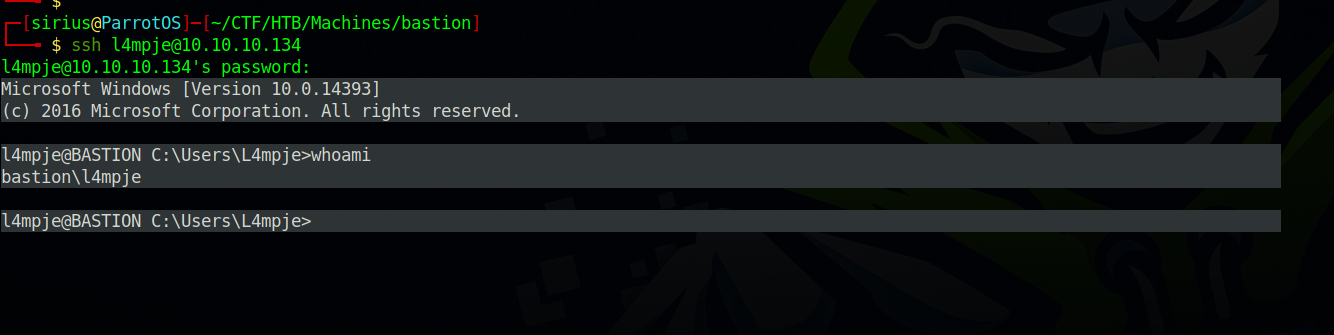 $
┌─[sirius@ParrotOS]─[~/CTF/HTB/Machines/bastion]
└──╼ $ ssh l4mpje@10.10.10.134
l4mpje@10.10.10.134's password:
Microsoft Windows [Version 10.0.14393]
(c) 2016 Microsoft Corporation. All rights reserved.
l4mpje@BASTION C:\Users\L4mpje>whoami
bastion\l4mpje
l4mpje@BASTION C:\Users\L4mpje>